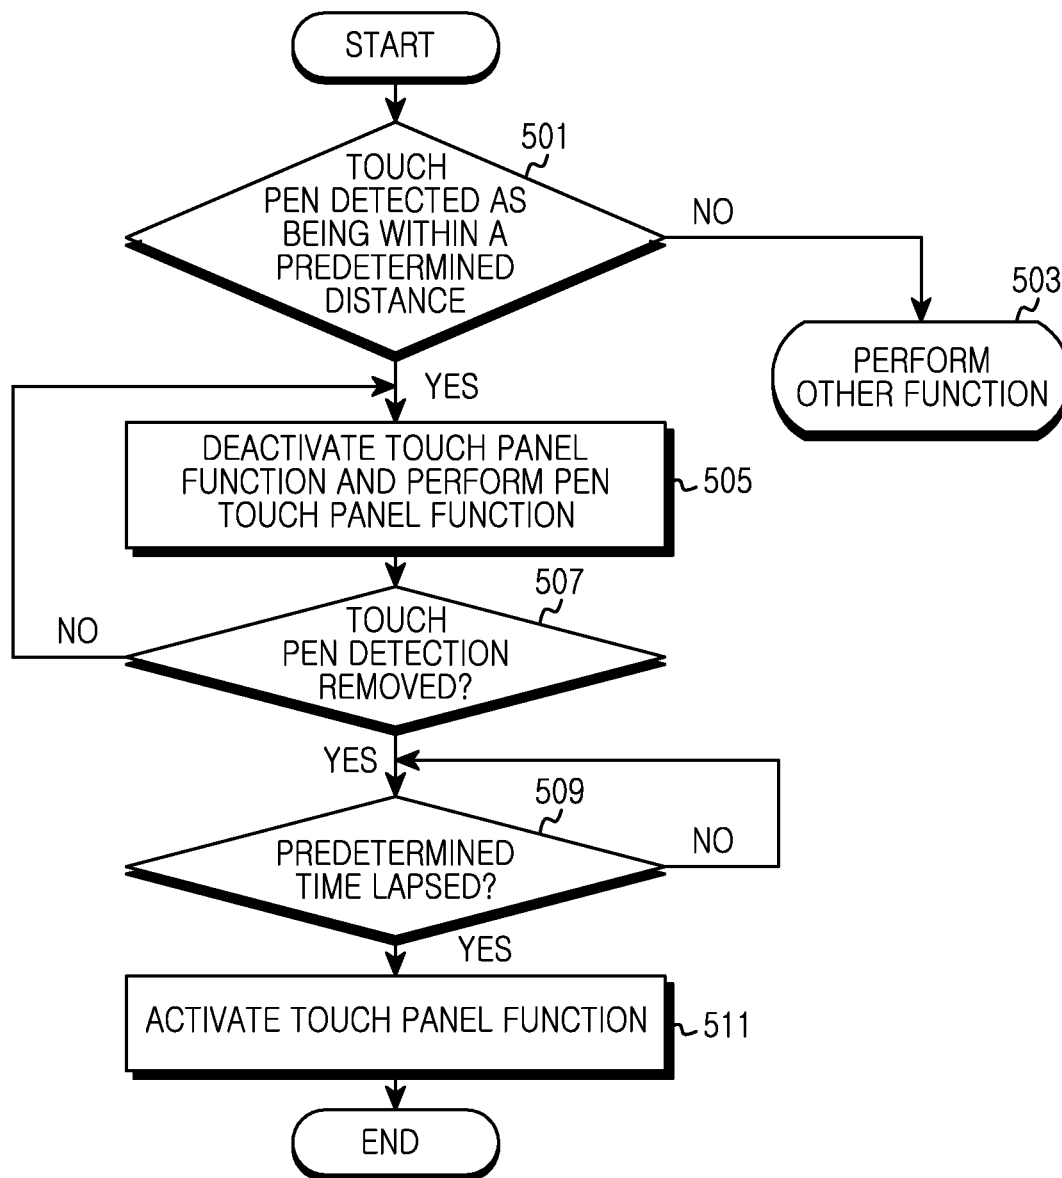 START
501
TOUCH
PEN DETECTED AS
BEING WITHIN A
PREDETERMINED
DISTANCE
NO
503
PERFORM
OTHER FUNCTION
YES
DEACTIVATE TOUCH PANEL
FUNCTION AND PERFORM PEN
TOUCH PANEL FUNCTION
505
507
TOUCH
PEN DETECTION
REMOVED?
NO
YES
509
PREDETERMINED
TIME LAPSED?
NO
YES
ACTIVATE TOUCH PANEL FUNCTION
511
END